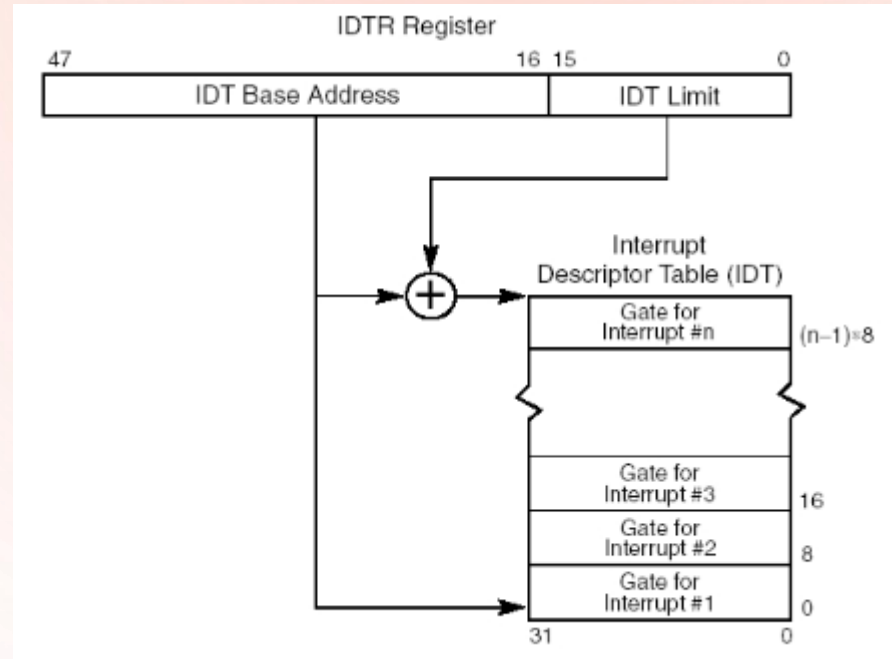 IDTR Register
47 16 15 0
IDT Base Address IDT Limit
+
Interrupt
Descriptor Table (IDT)
Gate for
Interrupt #n
(n–1)*8
Gate for
Interrupt #3
16
Gate for
Interrupt #2
8
Gate for
Interrupt #1
0
31 0